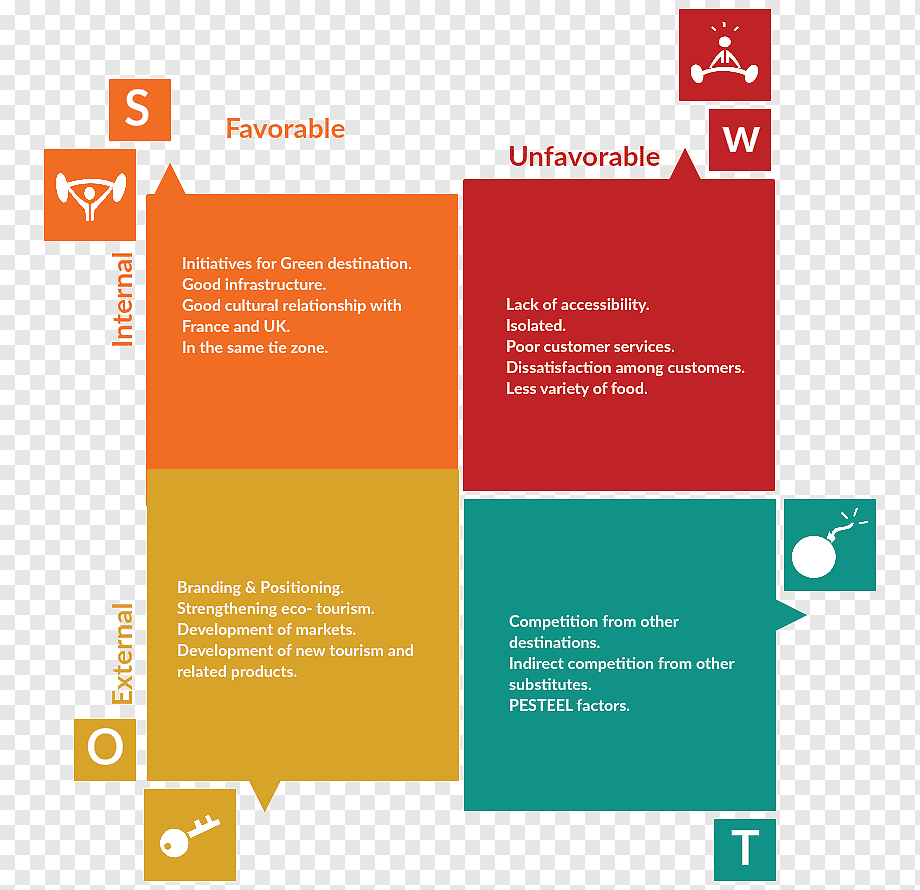 S
Favorable
Internal
Initiatives for Green destination.
Good infrastructure.
Good cultural relationship with
France and UK.
In the same tie zone.
W
Unfavorable
Lack of accessibility.
Isolated.
Poor customer services.
Dissatisfaction among customers.
Less variety of food.
External
O
Branding & Positioning.
Strengthening eco- tourism.
Development of markets.
Development of new tourism and
related products.
Competition from other
destinations.
Indirect competition from other
substitutes.
PESTEEL factors.
T